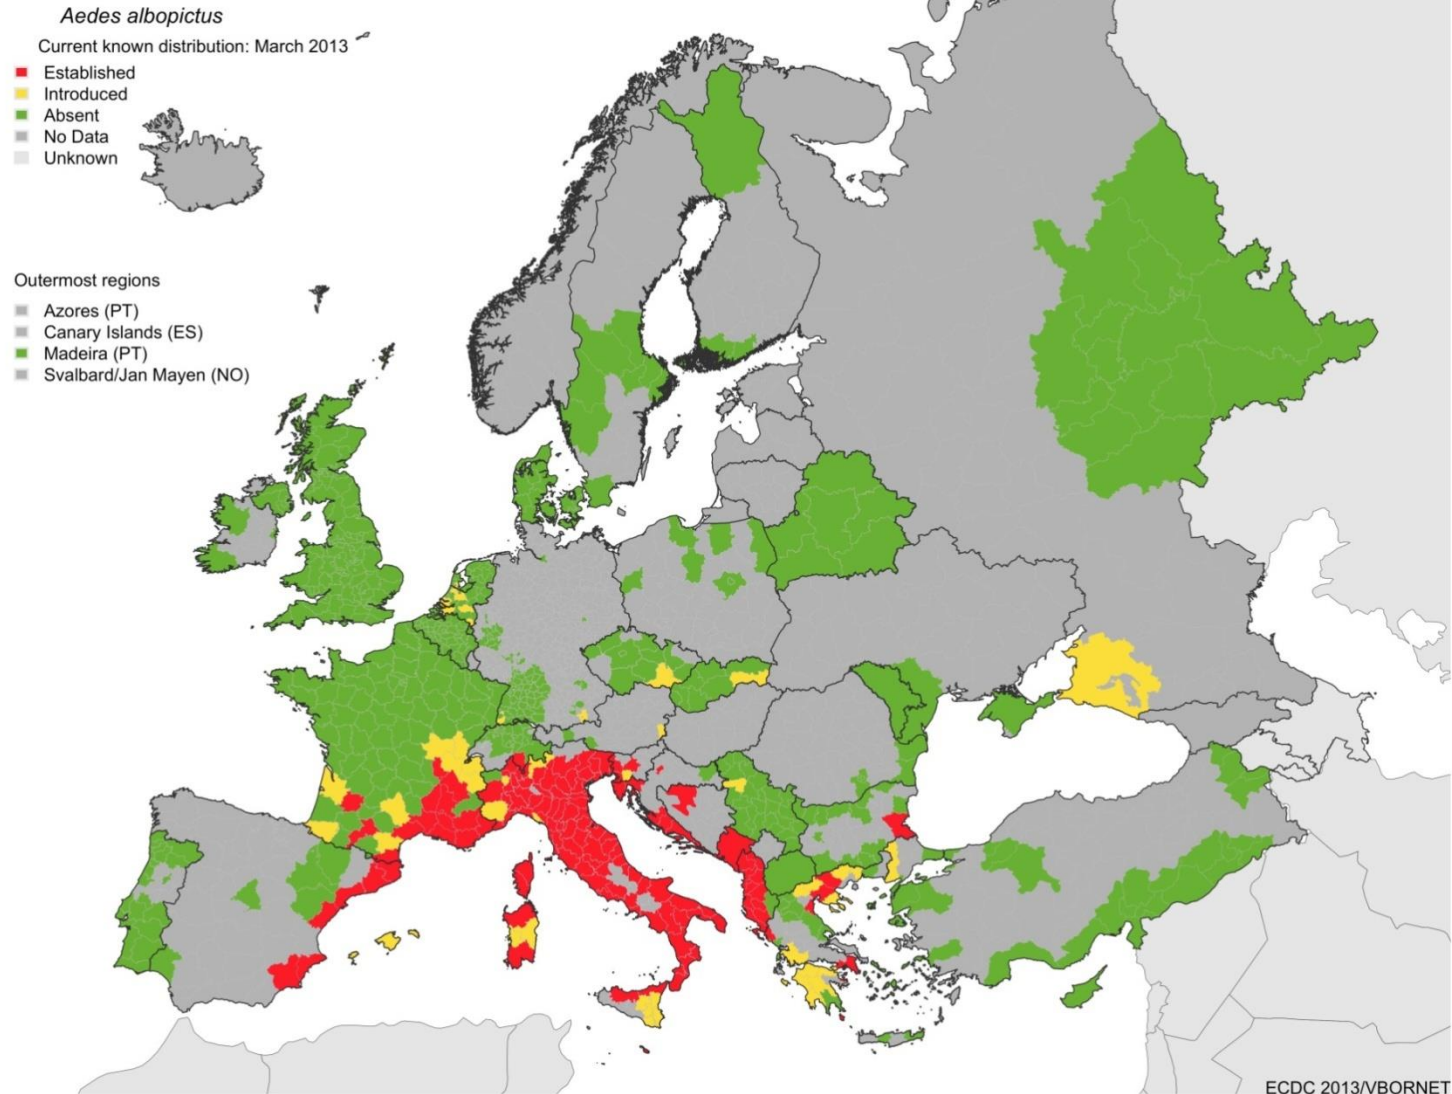 Aedes albopictus
Current known distribution: March 2013
Established
Introduced
Absent
No Data
Unknown
Outermost regions
Azores (PT)
Canary Islands (ES)
Madeira (PT)
Svalbard/Jan Mayen (NO)
ECDC 2013/VBORNET